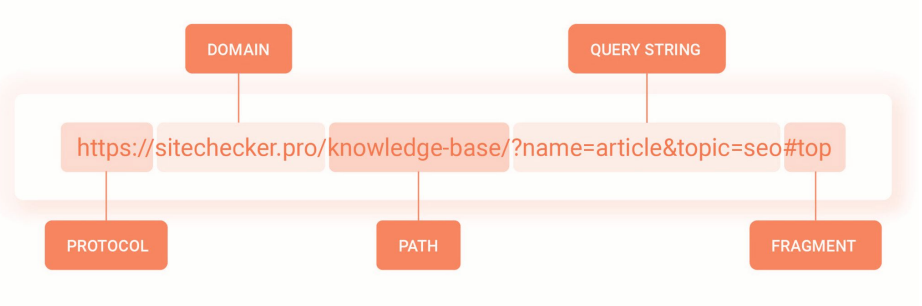 DOMAIN QUERY STRING
https://sitechecker.pro/knowledge-base/?name=article&topic=seo#top
PROTOCOL PATH FRAGMENT